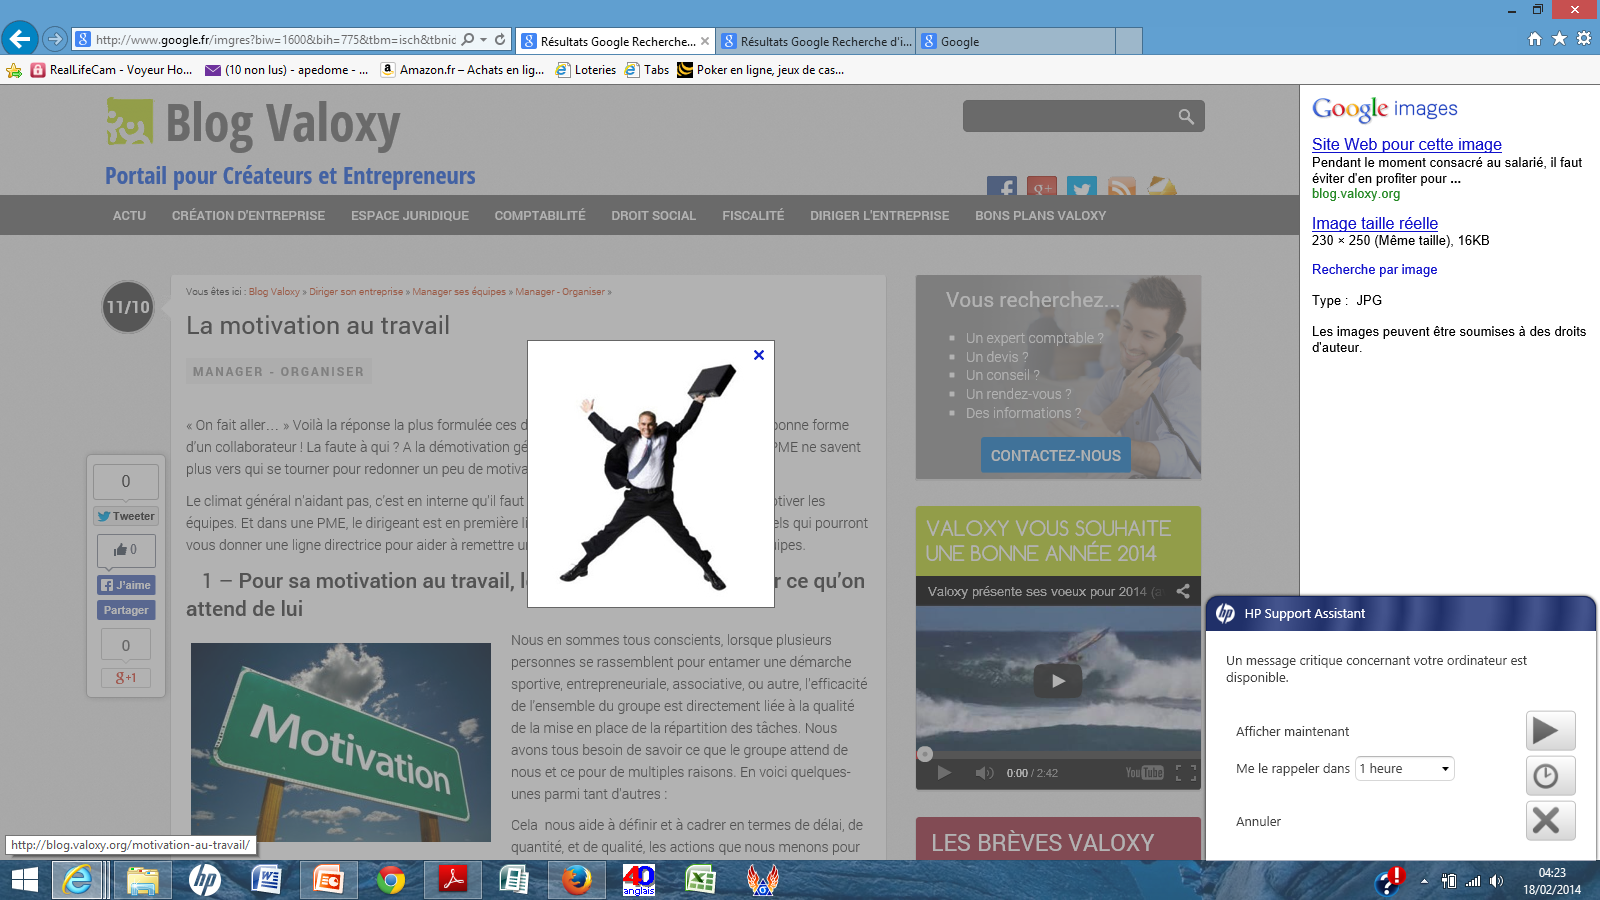 http://www.google.fr/imgres?biw=1600&bih=775&tbm=isch&tbnic
Résultats Google Recherche...
Résultats Google Recherche d'i...
Google
RealLifeCam - Voyeur Ho...
(10 non lus) - apedome - ...
Amazon.fr – Achats en lig...
Loteries
Tabs
Poker en ligne, jeux de cas...
Blog Valoxy
Portail pour Créateurs et Entrepreneurs
ACTU
CRÉATION D'ENTREPRISE
ESPACE JURIDIQUE
COMPTABILITÉ
DROIT SOCIAL
FISCALITÉ
DIRIGER L'ENTREPRISE
BONS PLANS VALOXY
11/10
Vous êtes ici : Blog Valoxy » Diriger son entreprise » Manager ses équipes » Manager - Organiser »
La motivation au travail
MANAGER - ORGANISER
« On fait aller… » Voilà la réponse la plus formulée ces d
bonne forme
d'un collaborateur ! La faute à qui ? A la démotivation gé
PME ne savent
plus vers qui se tourner pour redonner un peu de motiva
Le climat général n'aidant pas, c'est en interne qu'il faut
otiver les
équipes. Et dans une PME, le dirigeant est en première li
els qui pourront
vous donner une ligne directrice pour aider à remettre un
ipes.
1 – Pour sa motivation au travail, l
r ce qu'on
attend de lui
Motivation
Nous en sommes tous conscients, lorsque plusieurs
personnes se rassemblent pour entamer une démarche
sportive, entrepreneuriale, associative, ou autre, l'efficacité
de l'ensemble du groupe est directement liée à la qualité
de la mise en place de la répartition des tâches. Nous
avons tous besoin de savoir ce que le groupe attend de
nous et ce pour de multiples raisons. En voici quelques-
unes parmi tant d'autres :
Cela nous aide à définir et à cadrer en termes de délai, de
quantité, et de qualité, les actions que nous menons pour
0
Tweeter
0
J'aime
Partager
0
g+1
Vous recherchez...
Un expert comptable ?
Un devis ?
Un conseil ?
Un rendez-vous ?
Des informations ?
CONTACTEZ-NOUS
VALOXY VOUS SOUHAITE
UNE BONNE ANNÉE 2014
Valoxy présente ses voeux pour 2014 (a
0:00 / 2:42
YouTube
LES BRÈVES VALOXY
Google images
Site Web pour cette image
Pendant le moment consacré au salarié, il faut
éviter d'en profiter pour ...
blog.valoxy.org
Image taille réelle
230 × 250 (Même taille), 16KB
Recherche par image
Type : JPG
Les images peuvent être soumises à des droits
d'auteur.
hp HP Support Assistant
Un message critique concernant votre ordinateur est
disponible.
Afficher maintenant
Me le rappeler dans 1 heure
Annuler
http://blog.valoxy.org/motivation-au-travail/
40
anglais
04:23
18/02/2014